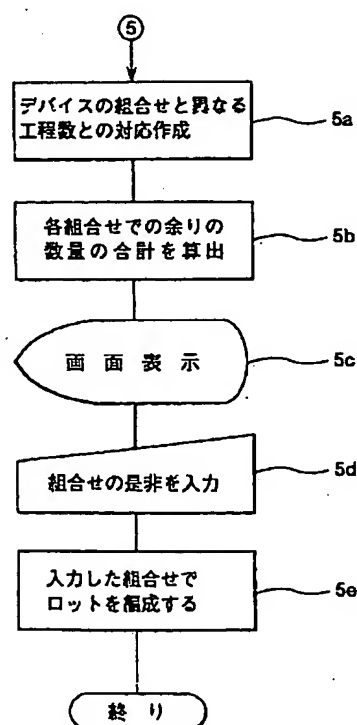 ⑤
デバイスの組合せと異なる
工程数との対応作成
5a
各組合せでの余りの
数量の合計を算出
5b
画面表示
5c
組合せの是非を入力
5d
入力した組合せで
ロットを編成する
5e
終り